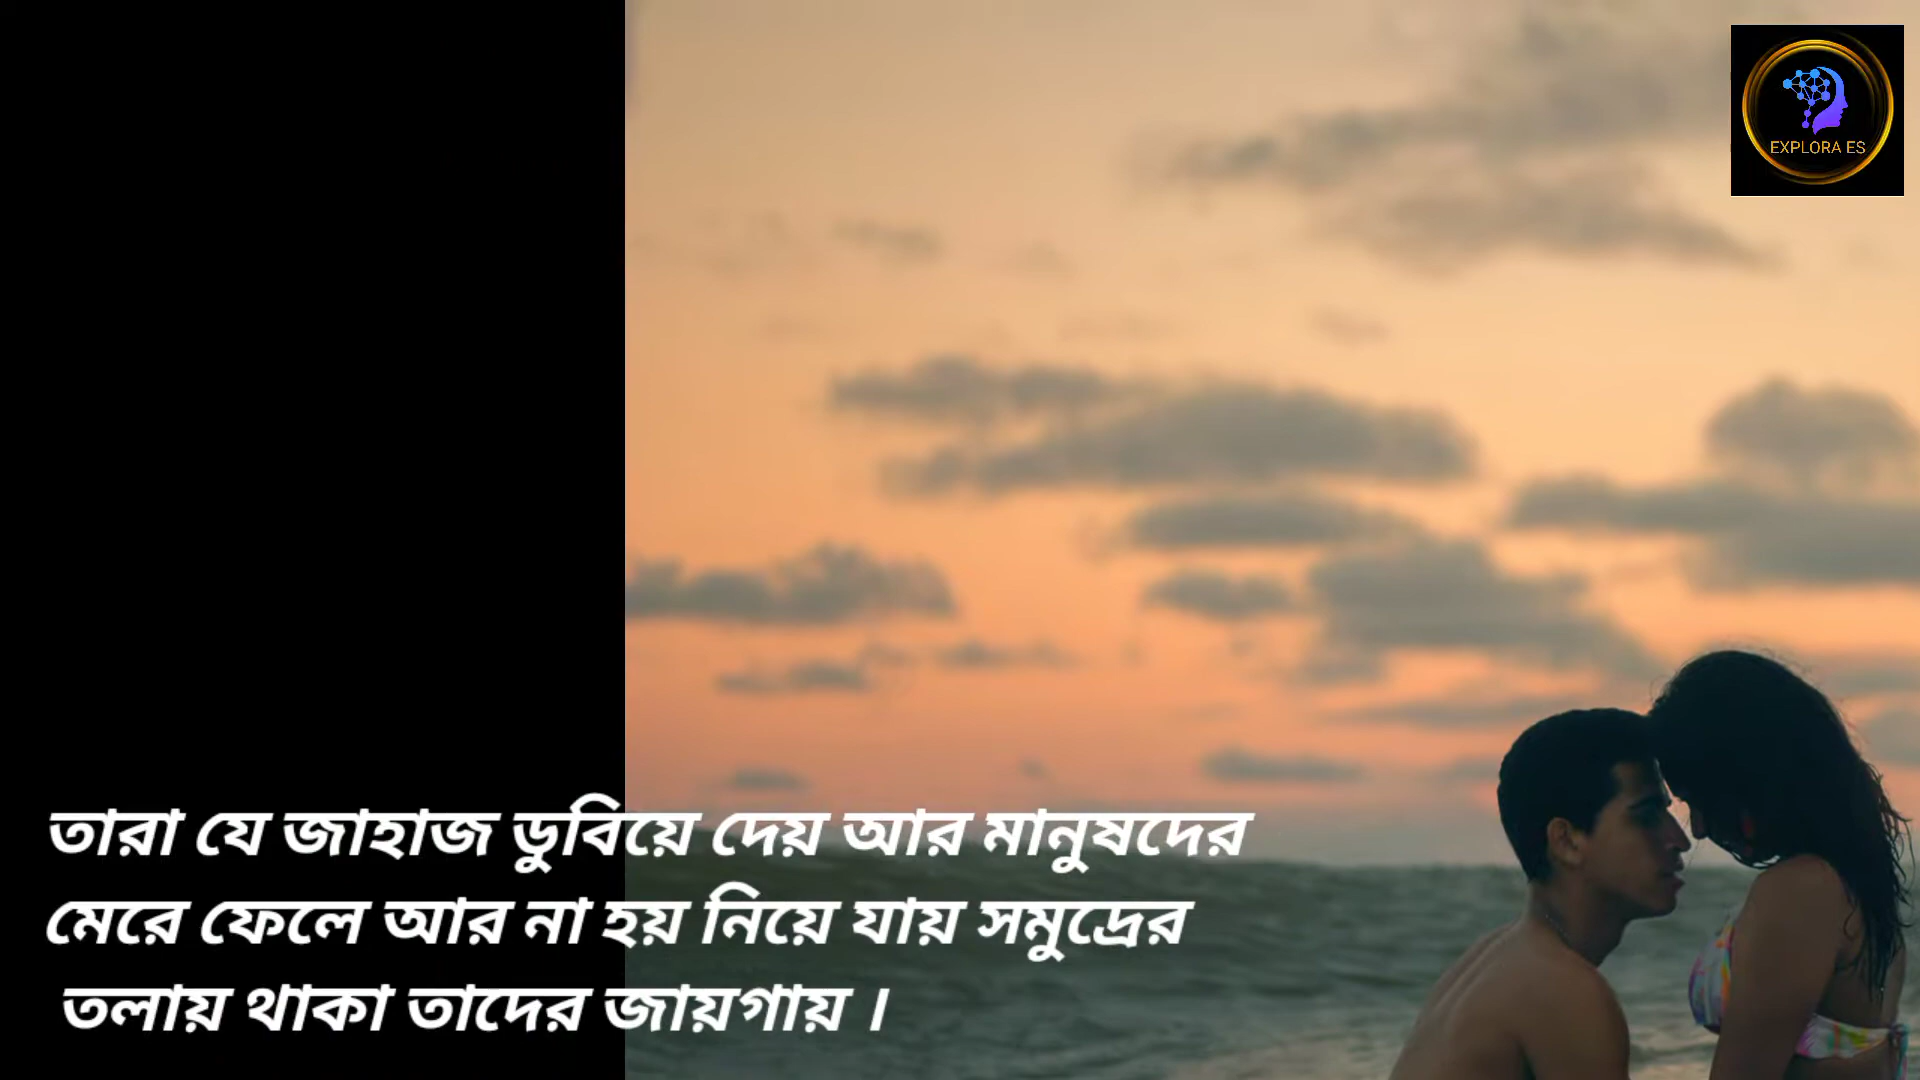 EXPLORA ES
তারা যে জাহাজ ডুবিয়ে দেয় আর মানুষদের
মেরে ফেলে আর না হয় নিয়ে যায় সমুদ্রের
তলায় থাকা তাদের জায়গায় ।